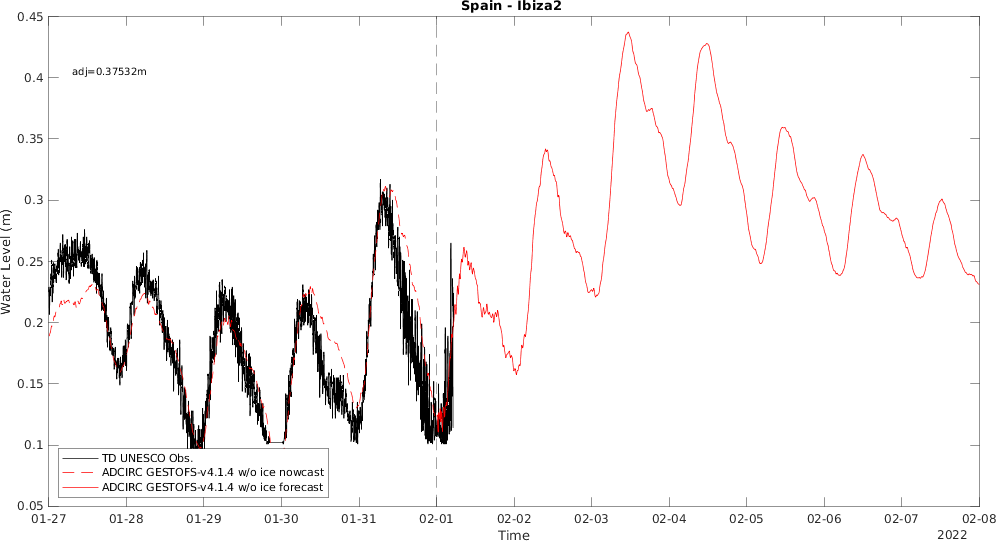 Spain - Ibiza2
0.45
0.4
0.35
0.3
0.25
0.2
0.15
0.1
0.05
Water Level (m)
adj=0.37532m
TD UNESCO Obs.
ADCIRC GESTOFS-v4.1.4 w/o ice nowcast
ADCIRC GESTOFS-v4.1.4 w/o ice forecast
01-27 01-28 01-29 01-30 01-31 02-01 02-02 02-03 02-04 02-05 02-06 02-07 02-08
Time
2022